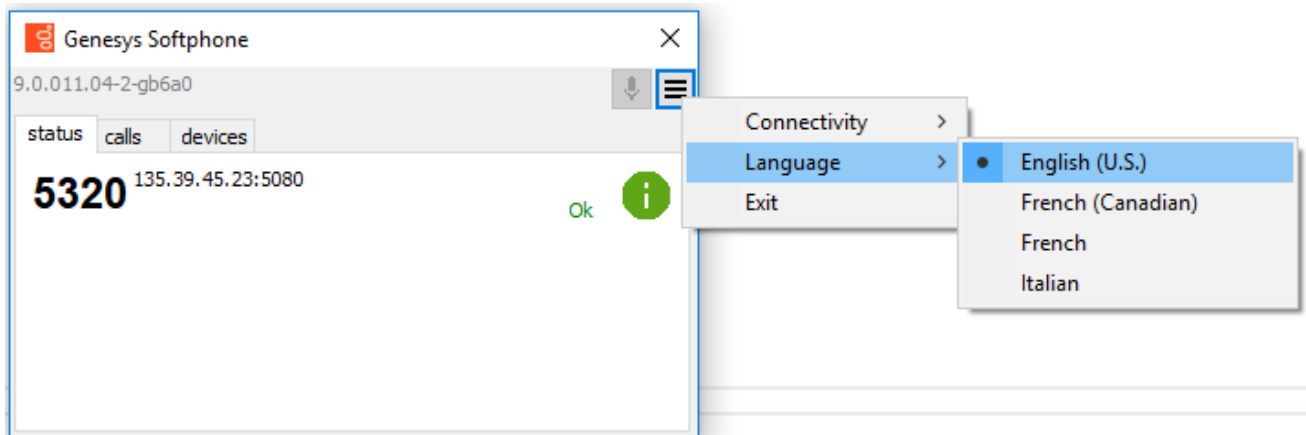 Genesys Softphone
9.0.011.04-2-gb6a0
status calls devices
5320 135.39.45.23:5080
Ok
Connectivity
Language
Exit
English (U.S.)
French (Canadian)
French
Italian